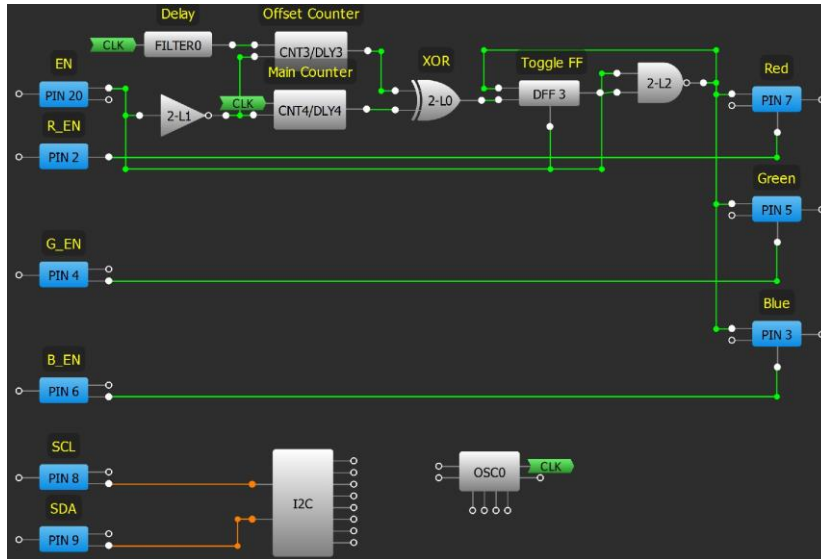 Delay
Offset Counter
CLK
FILTER0
CNT3/DLY3
XOR
Toggle FF
Red
EN
PIN 20
Main Counter
CLK
2-L1
CNT4/DLY4
2-L0
DFF 3
2-L2
PIN 7
R_EN
PIN 2
Green
PIN 5
G_EN
PIN 4
Blue
PIN 3
B_EN
PIN 6
SCL
PIN 8
I2C
OSC0
CLK
SDA
PIN 9